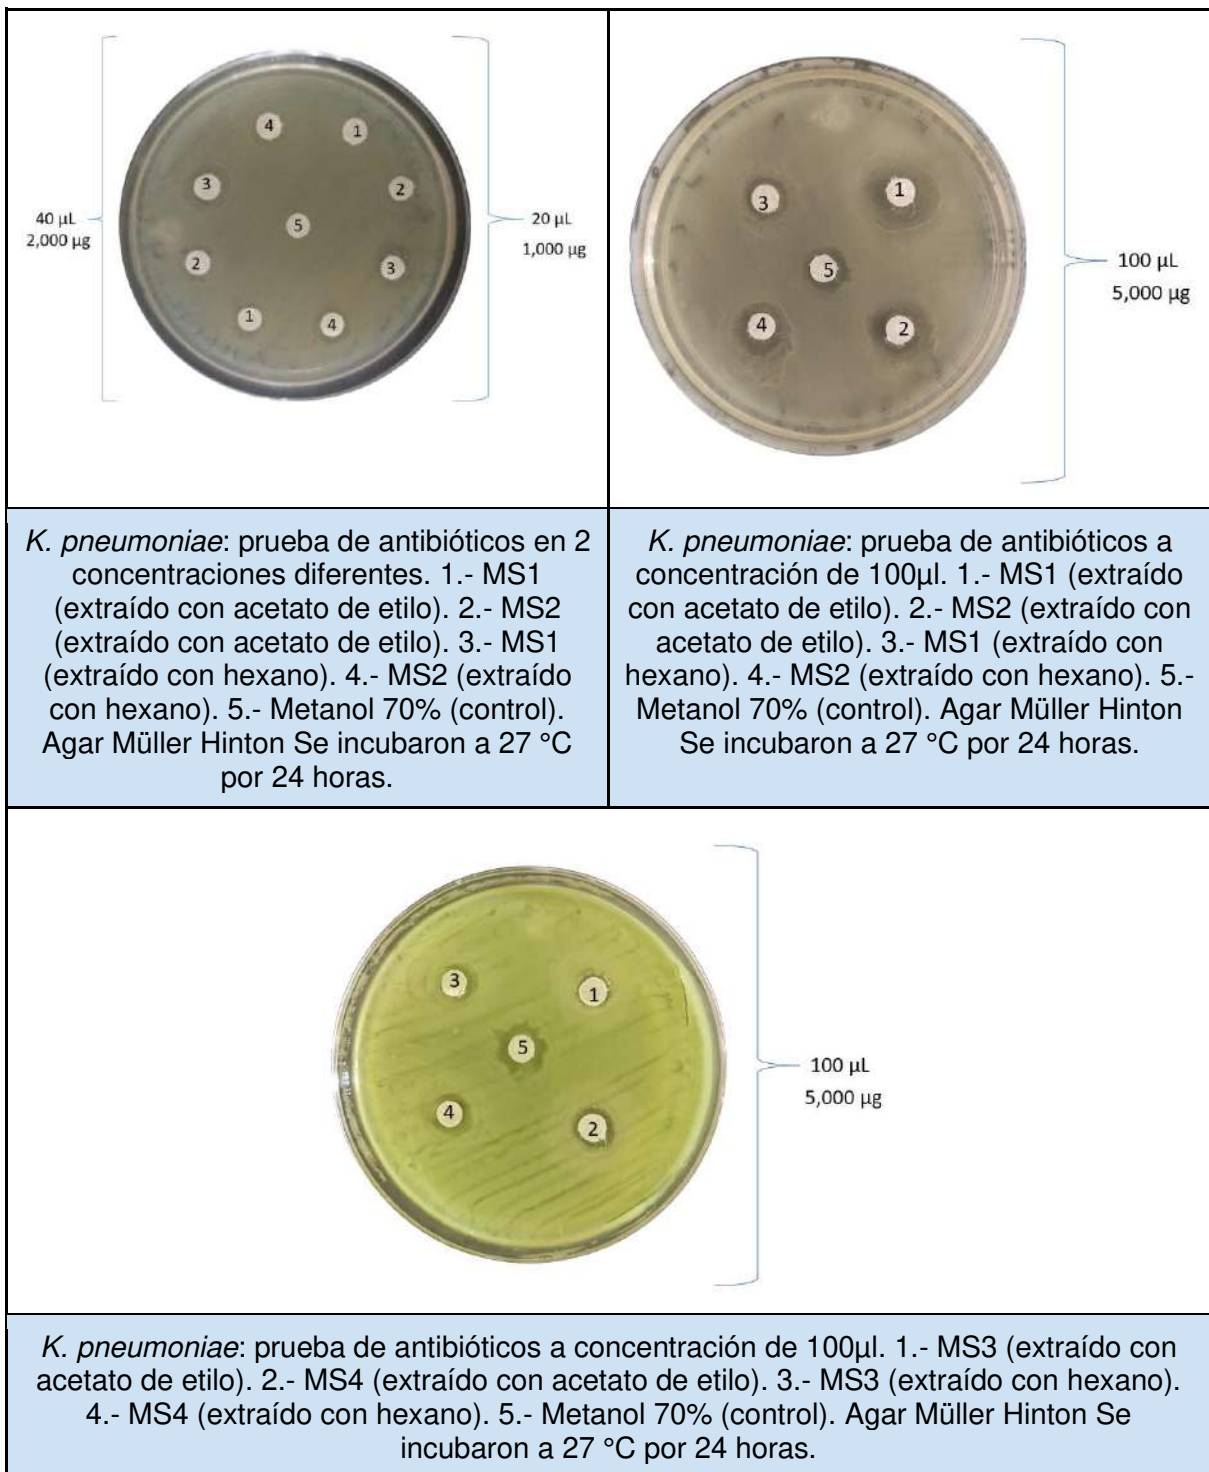 4
1
3
2
5
2
3
1
4
40 µL
2,000 µg
20 µL
1,000 µg
3
1
5
4
2
100 µL
5,000 µg
K. pneumoniae: prueba de antibióticos en 2
concentraciones diferentes. 1.- MS1
(extraído con acetato de etilo). 2.- MS2
(extraído con acetato de etilo). 3.- MS1
(extraído con hexano). 4.- MS2 (extraído
con hexano). 5.- Metanol 70% (control).
Agar Müller Hinton Se incubaron a 27 °C
por 24 horas.
K. pneumoniae: prueba de antibióticos a
concentración de 100µl. 1.- MS1 (extraído
con acetato de etilo). 2.- MS2 (extraído con
acetato de etilo). 3.- MS1 (extraído con
hexano). 4.- MS2 (extraído con hexano). 5.-
Metanol 70% (control). Agar Müller Hinton
Se incubaron a 27 °C por 24 horas.
3
1
5
4
2
100 µL
5,000 µg
K. pneumoniae: prueba de antibióticos a concentración de 100µl. 1.- MS3 (extraído con
acetato de etilo). 2.- MS4 (extraído con acetato de etilo). 3.- MS3 (extraído con hexano).
4.- MS4 (extraído con hexano). 5.- Metanol 70% (control). Agar Müller Hinton Se
incubaron a 27 °C por 24 horas.